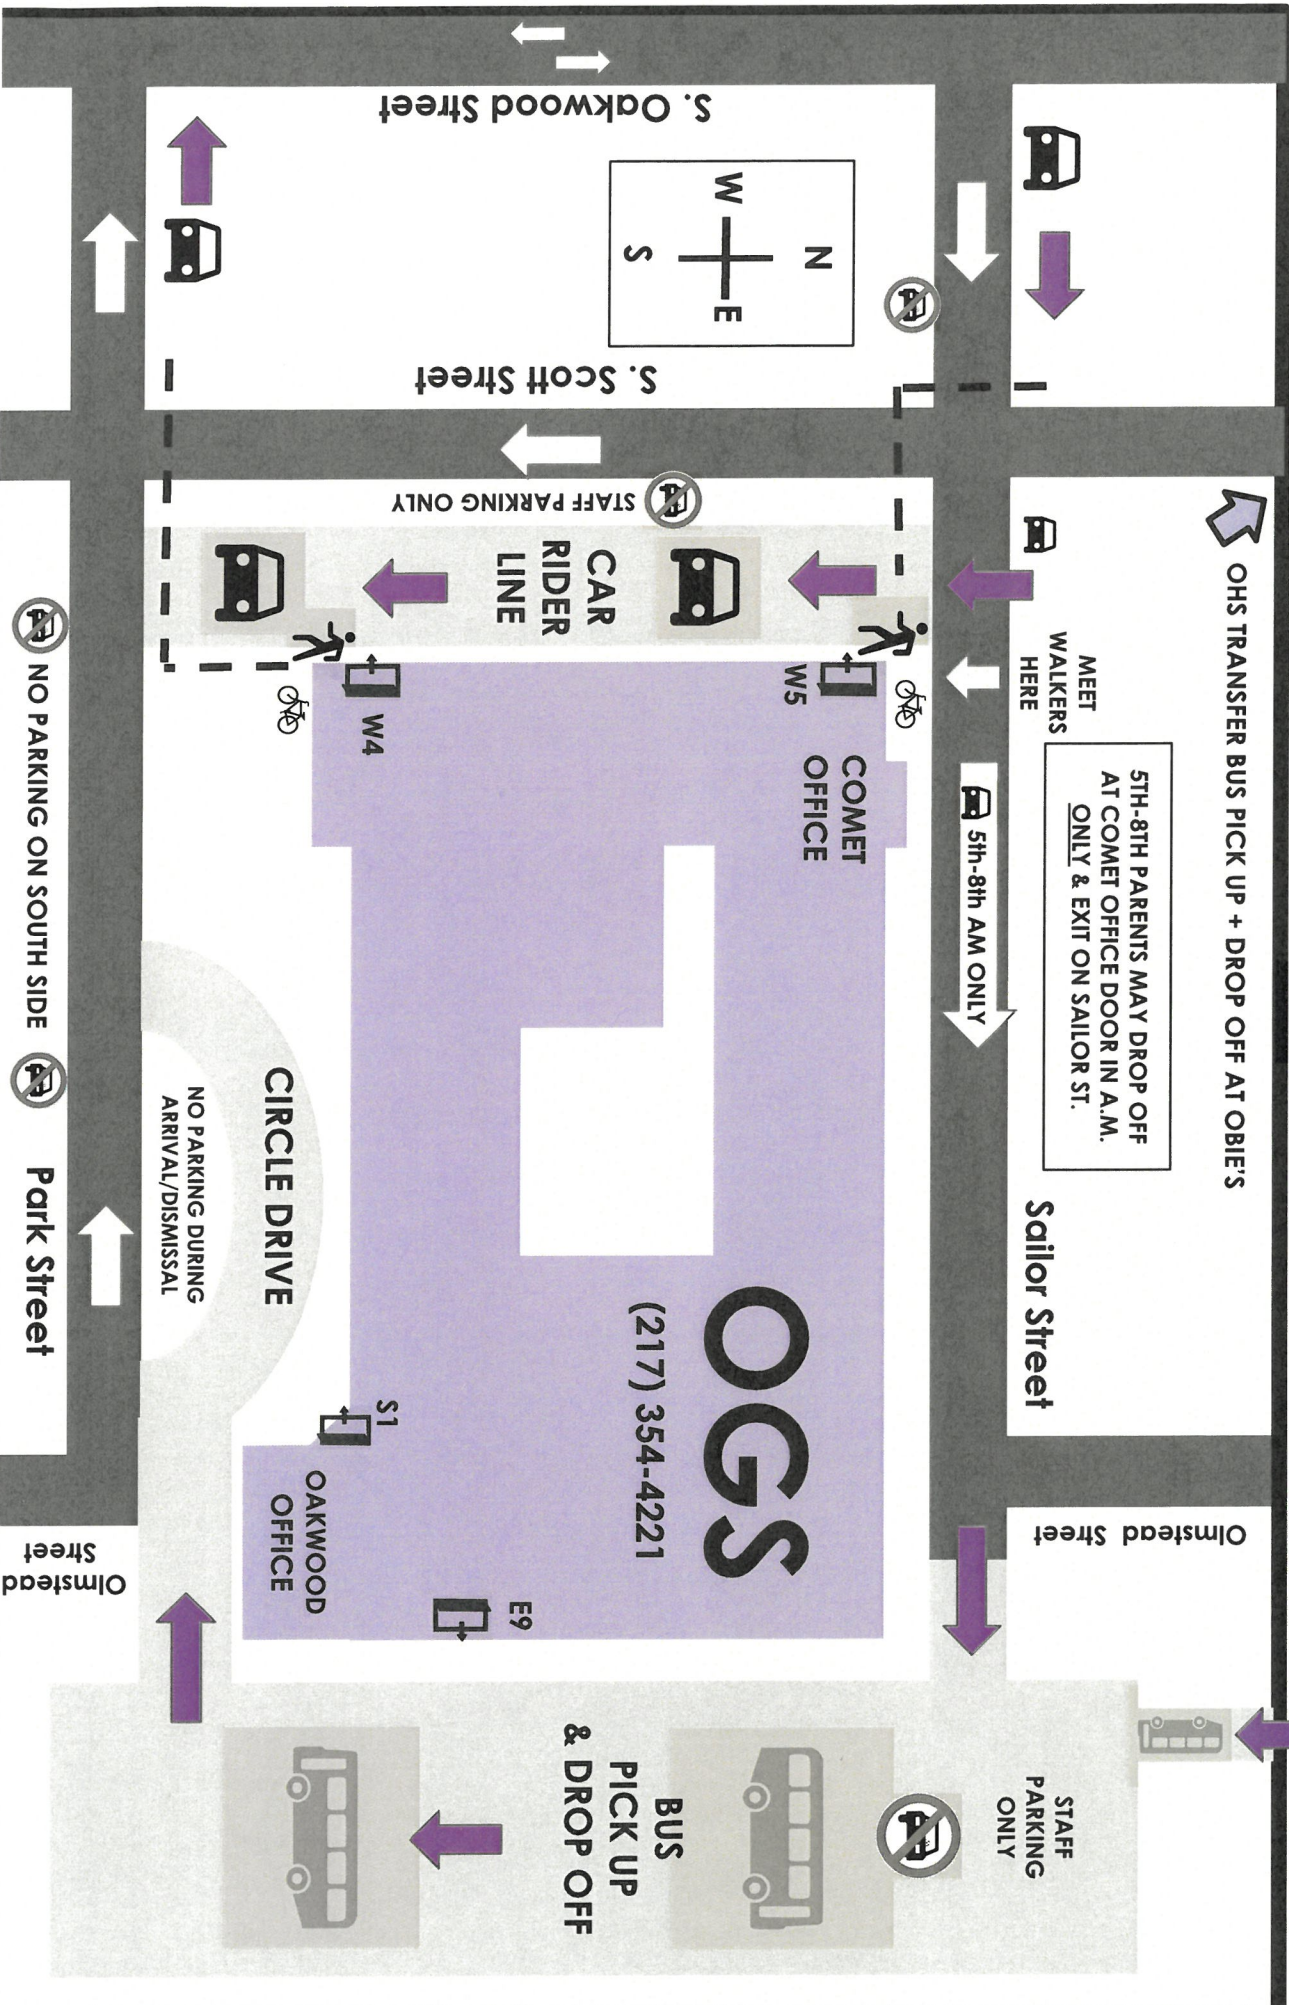 OHS TRANSFER BUS PICK UP + DROP OFF AT OBIE'S
5TH-8TH PARENTS MAY DROP OFF
AT COMET OFFICE DOOR IN A.M.
ONLY & EXIT ON SAILOR ST.
MEET
WALKERS
HERE
Sailor Street
Olmstead Street
STAFF
PARKING
ONLY
5th-8th AM ONLY
N
W
E
S
S. Oakwood Street
S. Scott Street
STAFF PARKING ONLY
CAR
RIDER
LINE
W5
COMET
OFFICE
W4
OGS
(217) 354-4221
BUS
PICK UP
& DROP OFF
E9
S1
OAKWOOD
OFFICE
CIRCLE DRIVE
NO PARKING DURING
ARRIVAL/DISMISSAL
NO PARKING ON SOUTH SIDE
Park Street
Olmstead
Street